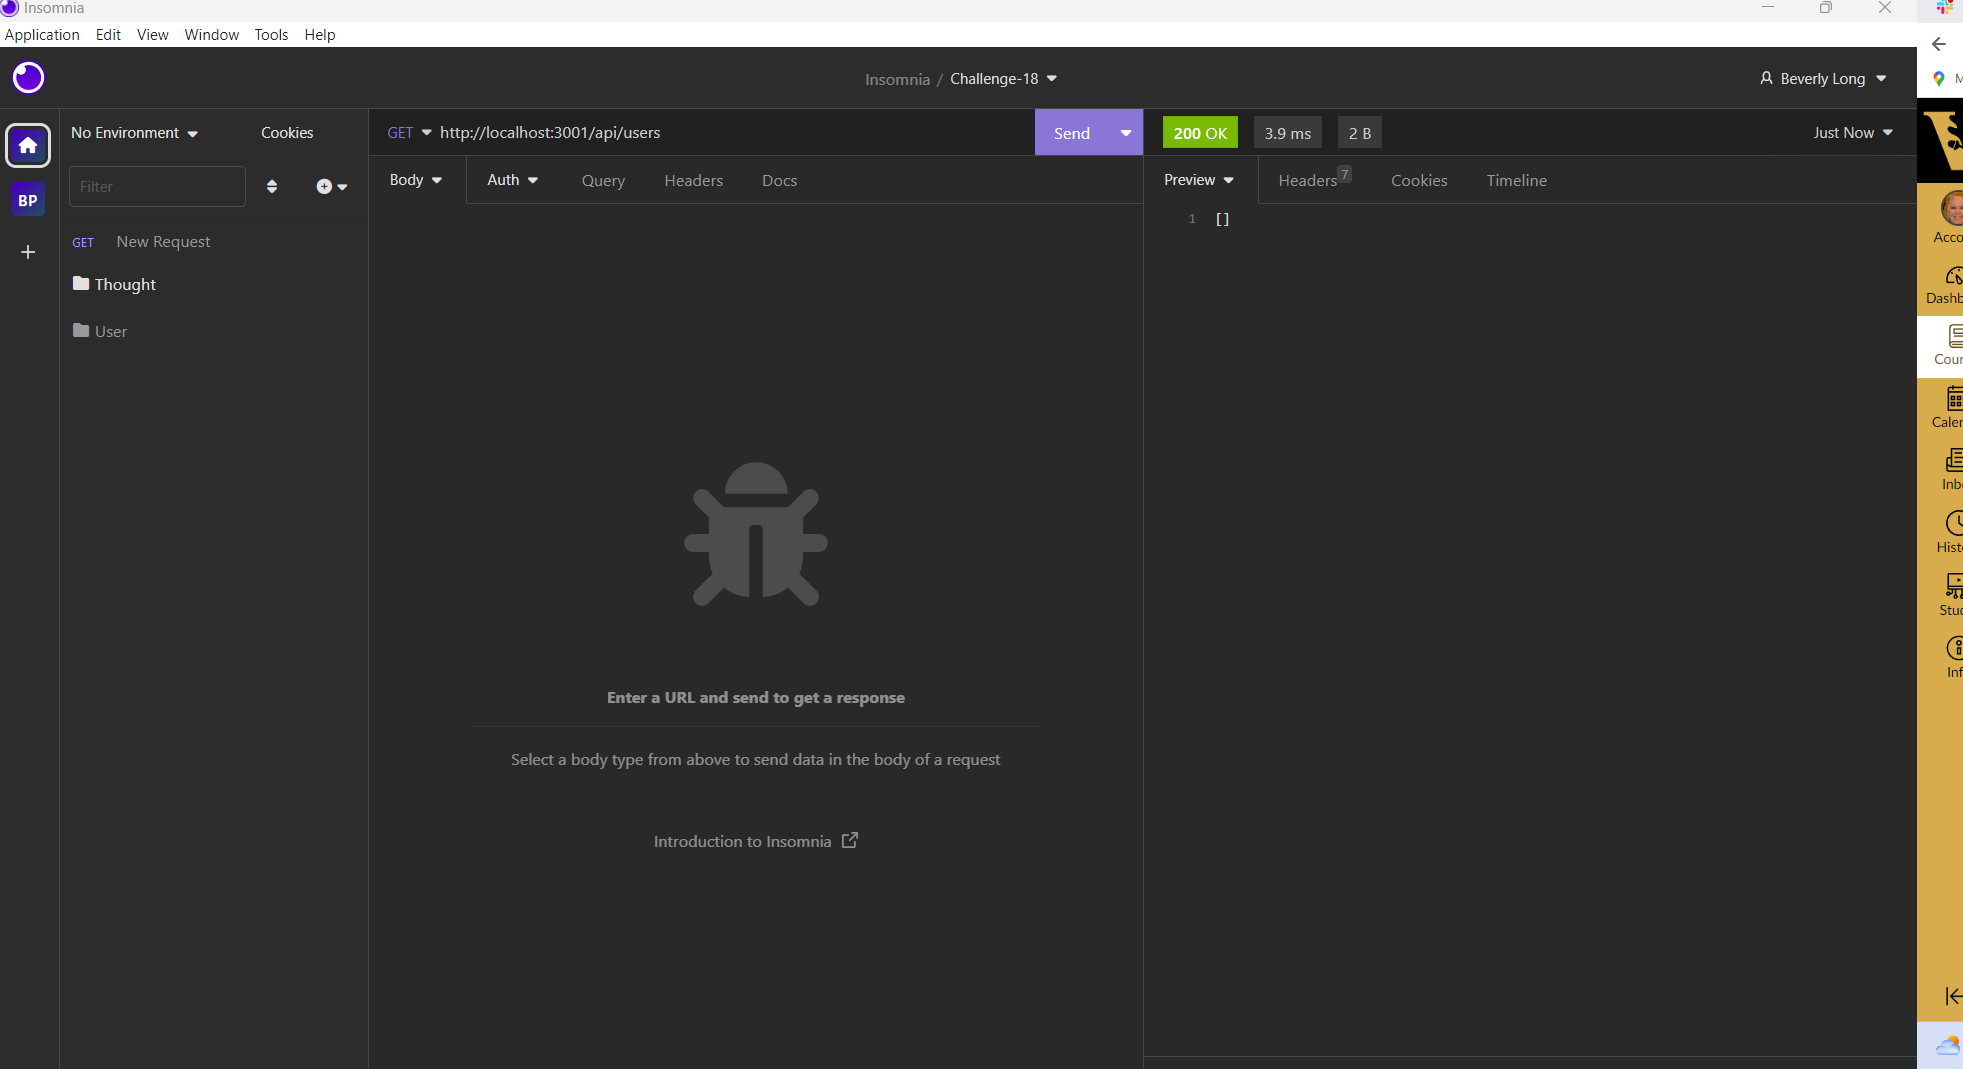 Insomnia
Application Edit View Window Tools Help
Insomnia / Challenge-18
Beverly Long
No Environment Cookies
GET http://localhost:3001/api/users
Send
200 OK 3.9 ms 2 B
Just Now
Filter
Body Auth Query Headers Docs
Preview Headers 7 Cookies Timeline
BP
1 []
GET New Request
Thought
User
Enter a URL and send to get a response
Select a body type from above to send data in the body of a request
Introduction to Insomnia
M
V
Acco
Dashb
Cour
Calen
Inb
Hist
Stud
Inf